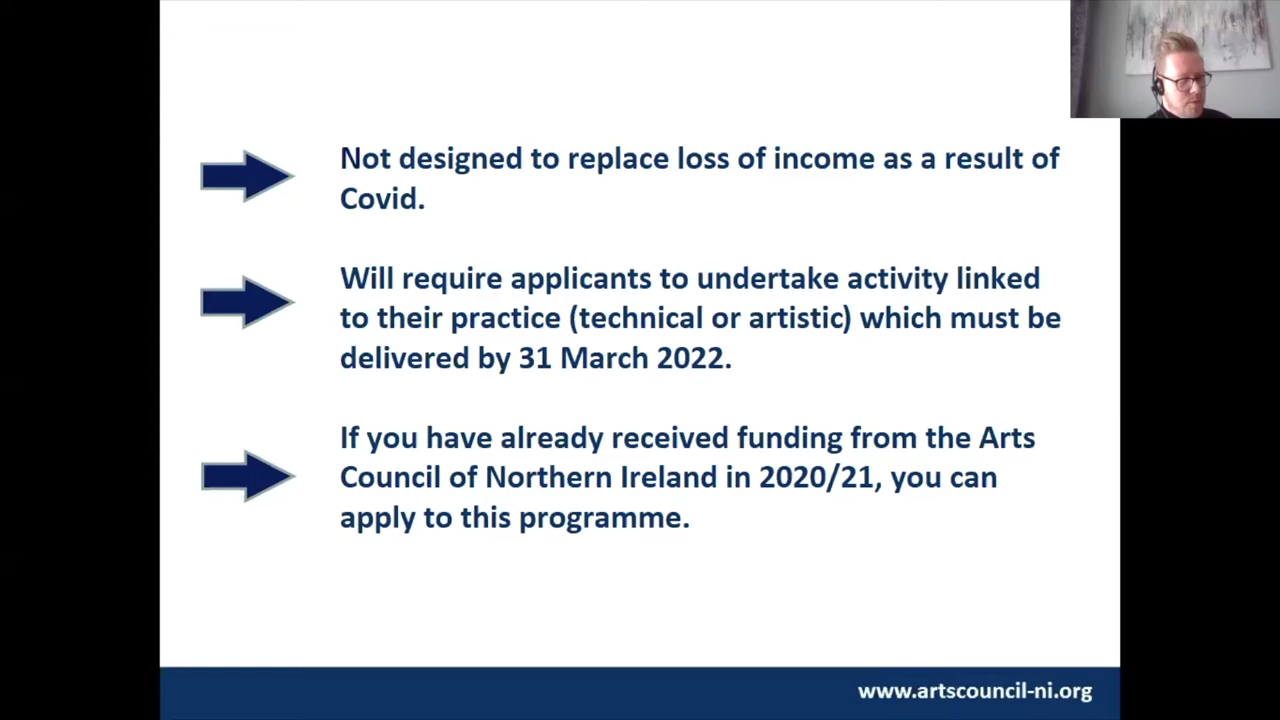 Not designed to replace loss of income as a result of
Covid.
Will require applicants to undertake activity linked
to their practice (technical or artistic) which must be
delivered by 31 March 2022.
If you have already received funding from the Arts
Council of Northern Ireland in 2020/21, you can
apply to this programme.
www.artscouncil-ni.org